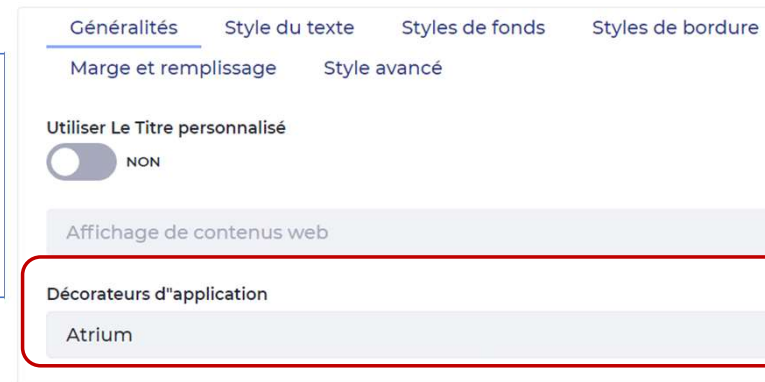 Généralités Style du texte Styles de fonds Styles de bordure
Marge et remplissage Style avancé
Utiliser Le Titre personnalisé
NON
Affichage de contenus web
Décorateurs d"application
Atrium